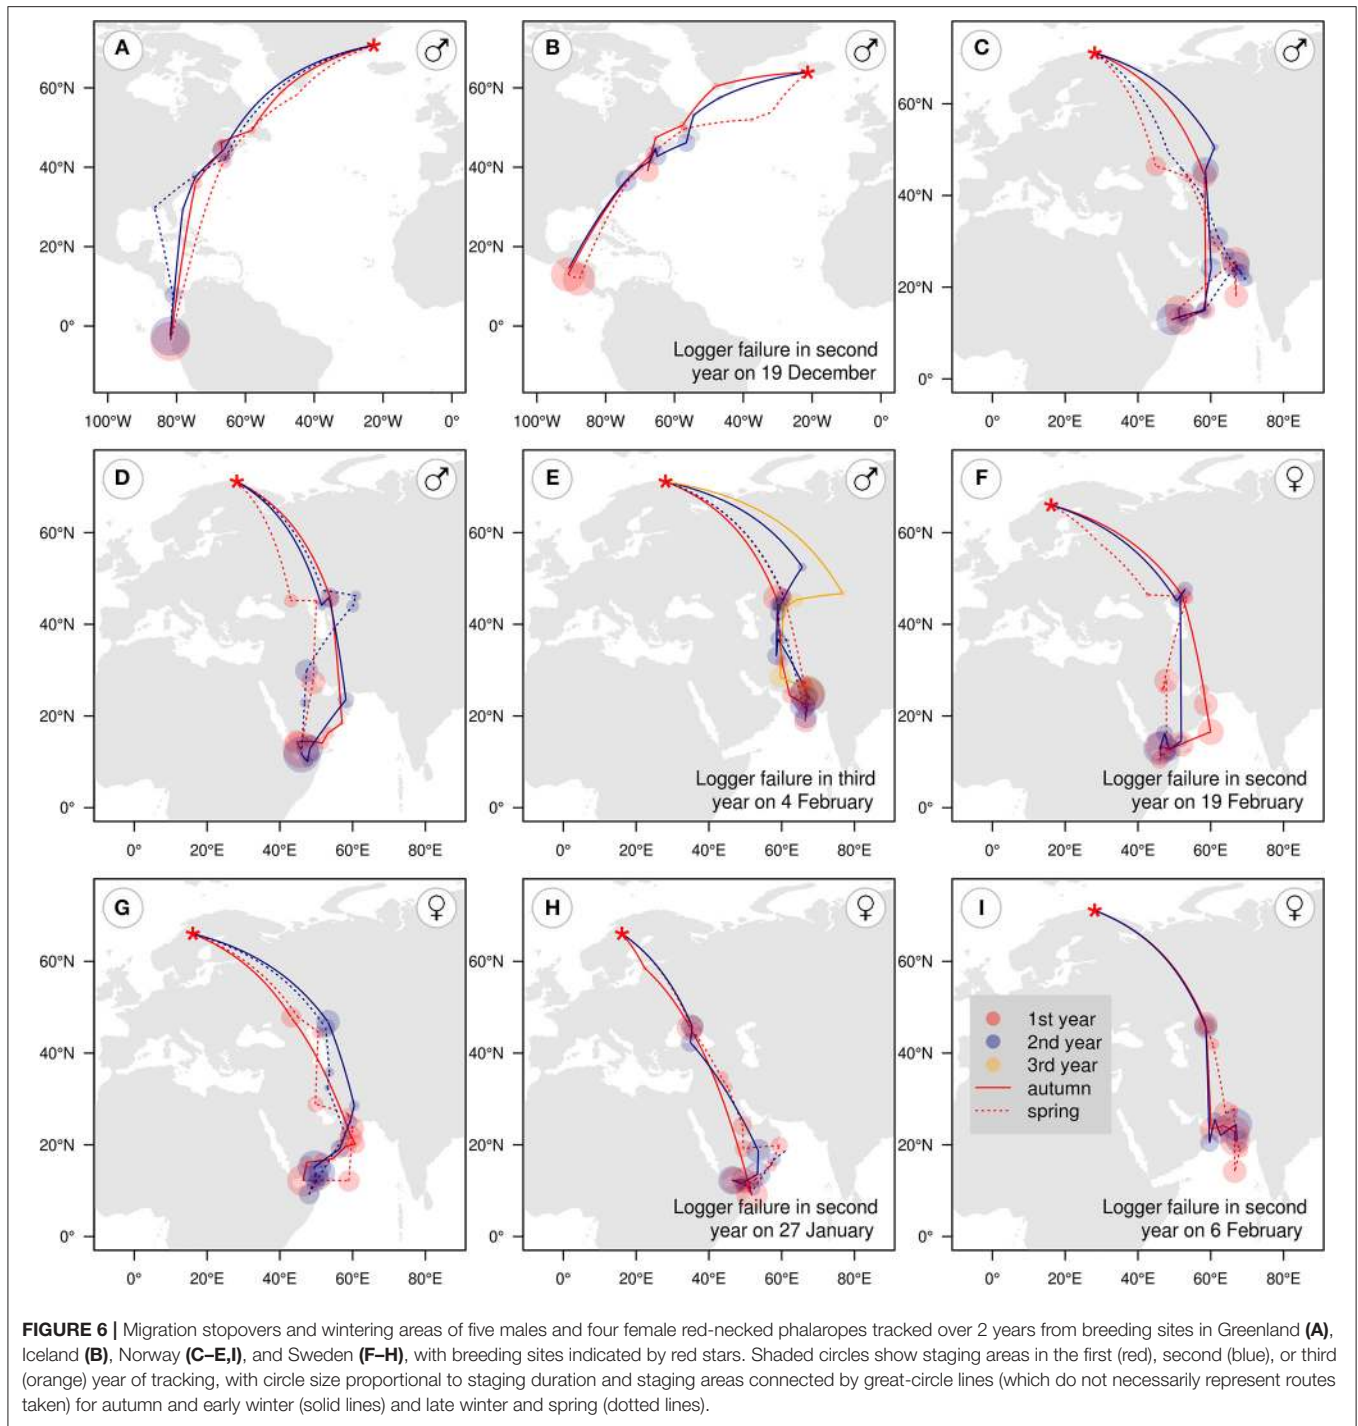 A ♂
B ♂
C ♂
60°N
40°N
20°N
0°
100°W 80°W 60°W 40°W 20°W 0°
60°N
40°N
20°N
0°
Logger failure in second
year on 19 December
100°W 80°W 60°W 40°W 20°W 0°
60°N
40°N
20°N
0°
0° 20°E 40°E 60°E 80°E
D ♂
E ♂
F ♀
60°N
40°N
20°N
0°
0° 20°E 40°E 60°E 80°E
60°N
40°N
20°N
0°
Logger failure in third
year on 4 February
0° 20°E 40°E 60°E 80°E
60°N
40°N
20°N
0°
Logger failure in second
year on 19 February
0° 20°E 40°E 60°E 80°E
G ♀
H ♀
I ♀
60°N
40°N
20°N
0°
0° 20°E 40°E 60°E 80°E
60°N
40°N
20°N
0°
Logger failure in second
year on 27 January
0° 20°E 40°E 60°E 80°E
60°N
40°N
20°N
0°
1st year
2nd year
3rd year
autumn
spring
Logger failure in second
year on 6 February
0° 20°E 40°E 60°E 80°E
FIGURE 6 | Migration stopovers and wintering areas of five males and four female red-necked phalaropes tracked over 2 years from breeding sites in Greenland (A),
Iceland (B), Norway (C–E,I), and Sweden (F–H), with breeding sites indicated by red stars. Shaded circles show staging areas in the first (red), second (blue), or third
(orange) year of tracking, with circle size proportional to staging duration and staging areas connected by great-circle lines (which do not necessarily represent routes
taken) for autumn and early winter (solid lines) and late winter and spring (dotted lines).